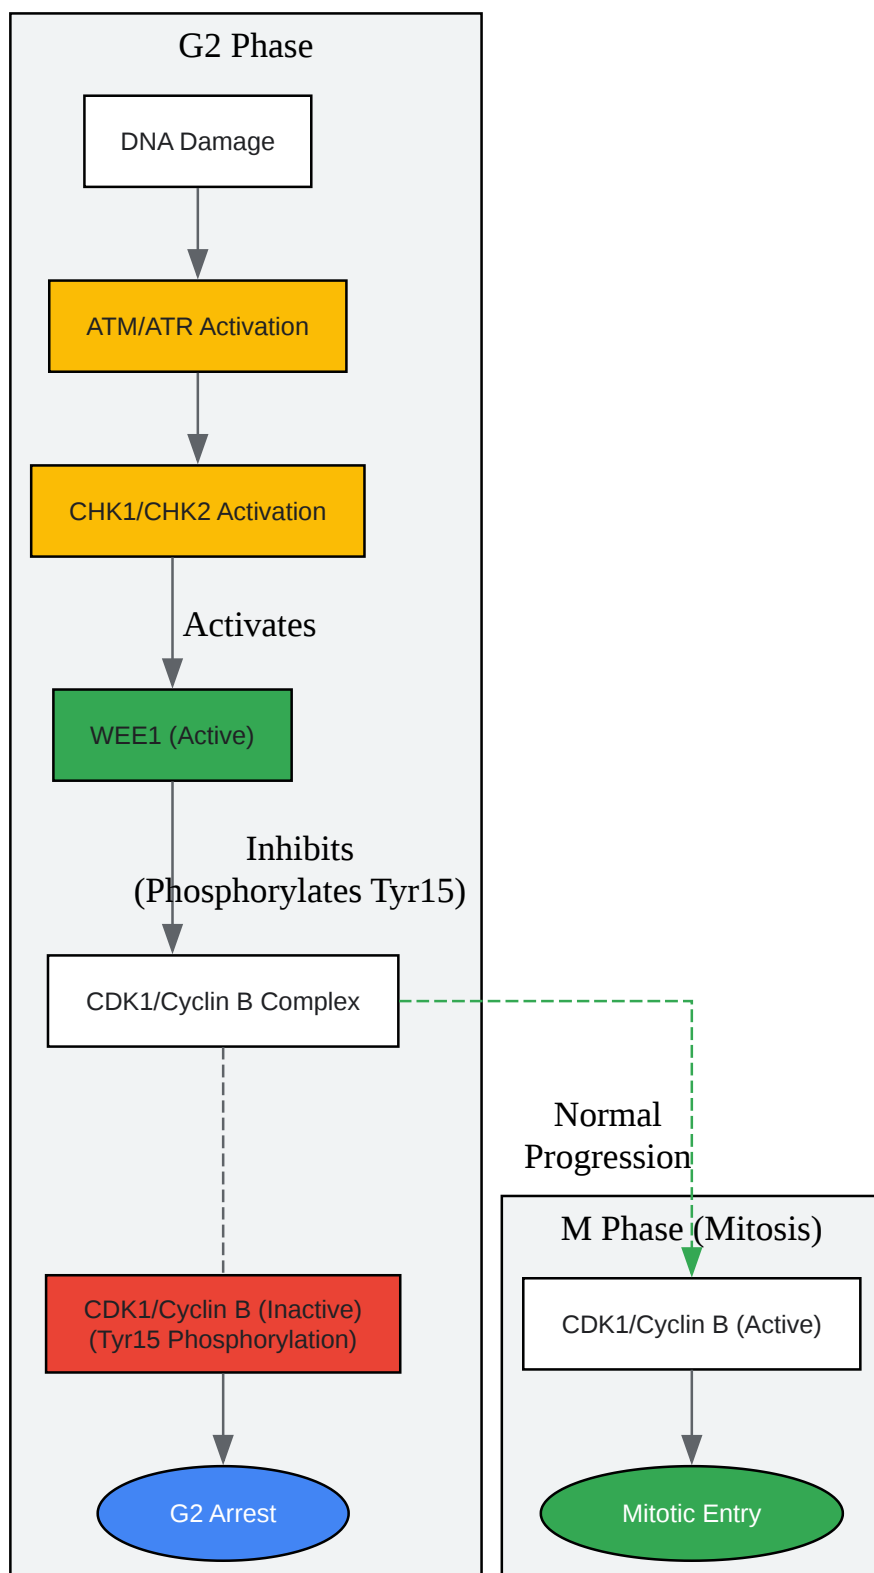 G2 Phase
DNA Damage
ATM/ATR Activation
CHK1/CHK2 Activation
Activates
WEE1 (Active)
Inhibits
(Phosphorylates Tyr15)
CDK1/Cyclin B Complex
Normal
Progression
M Phase (Mitosis)
CDK1/Cyclin B (Inactive)
(Tyr15 Phosphorylation)
CDK1/Cyclin B (Active)
G2 Arrest
Mitotic Entry